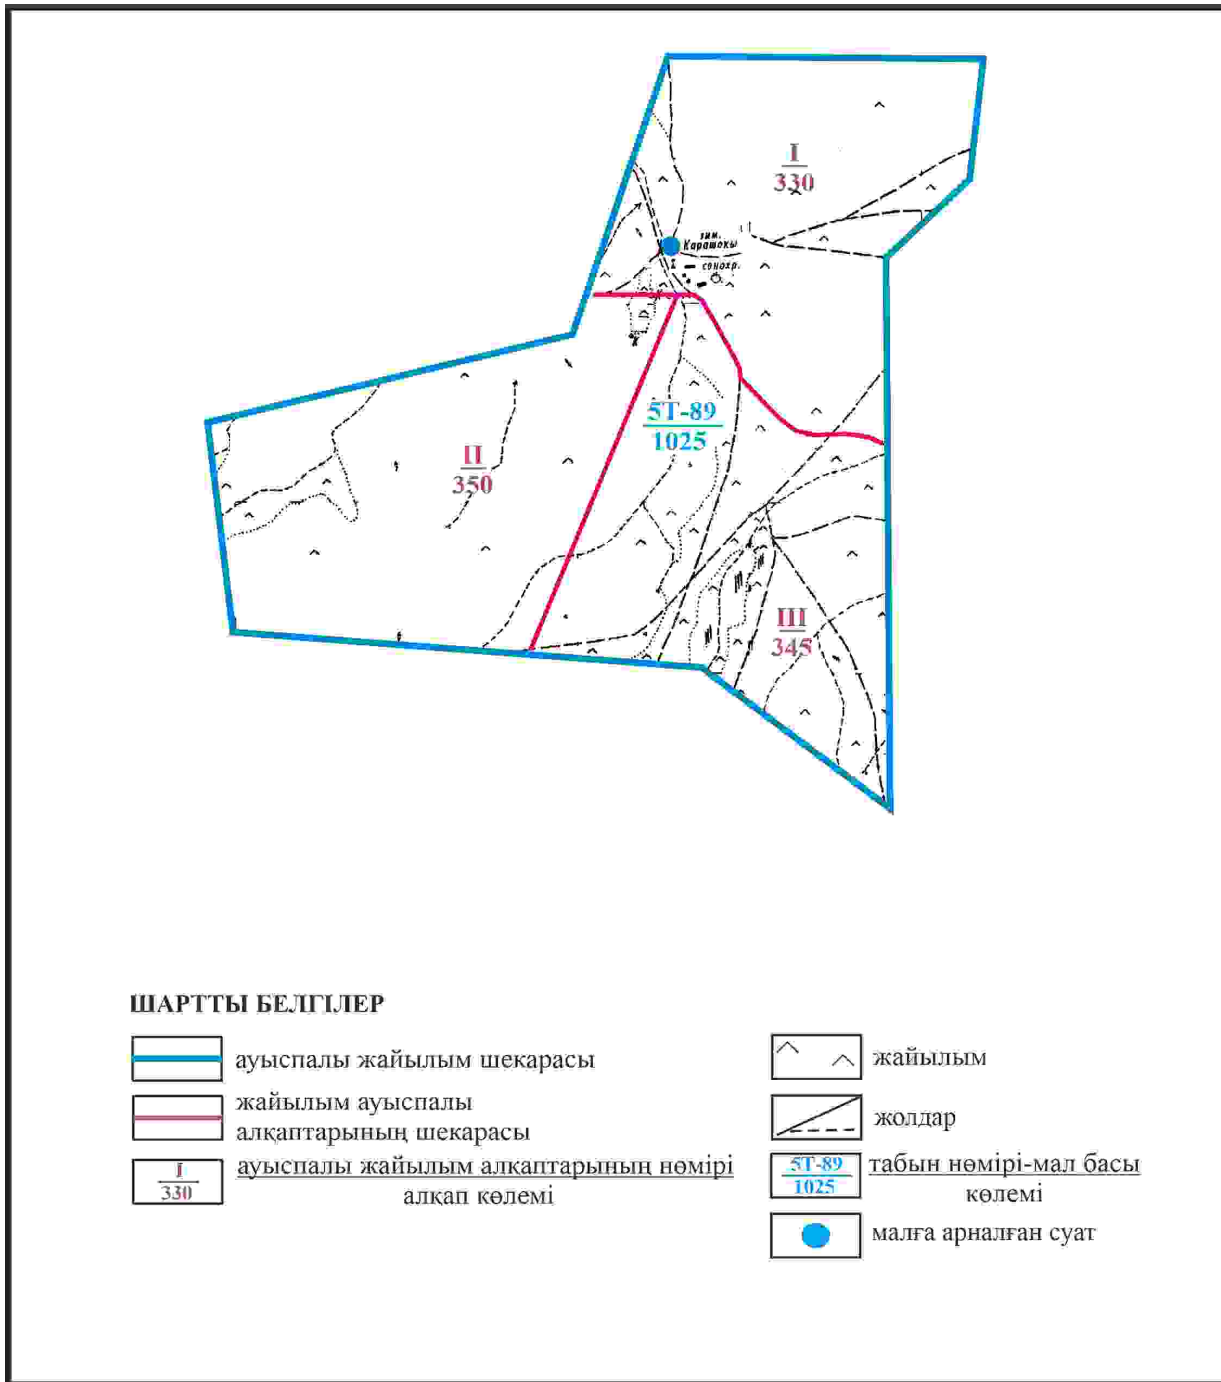 I
330
зим.
Карашокы
сенохр.
5Т-89
1025
II
350
III
345
ШАРТТЫ БЕЛГІЛЕР
ауыспалы жайылым шекарасы
жайылым ауыспалы
алқаптарының шекарасы
I
330
ауыспалы жайылым алқаптарының нөмірі
алқап көлемі
жайылым
жолдар
5Т-89
1025
табын нөмірі-мал басы
көлемі
малға арналған суат